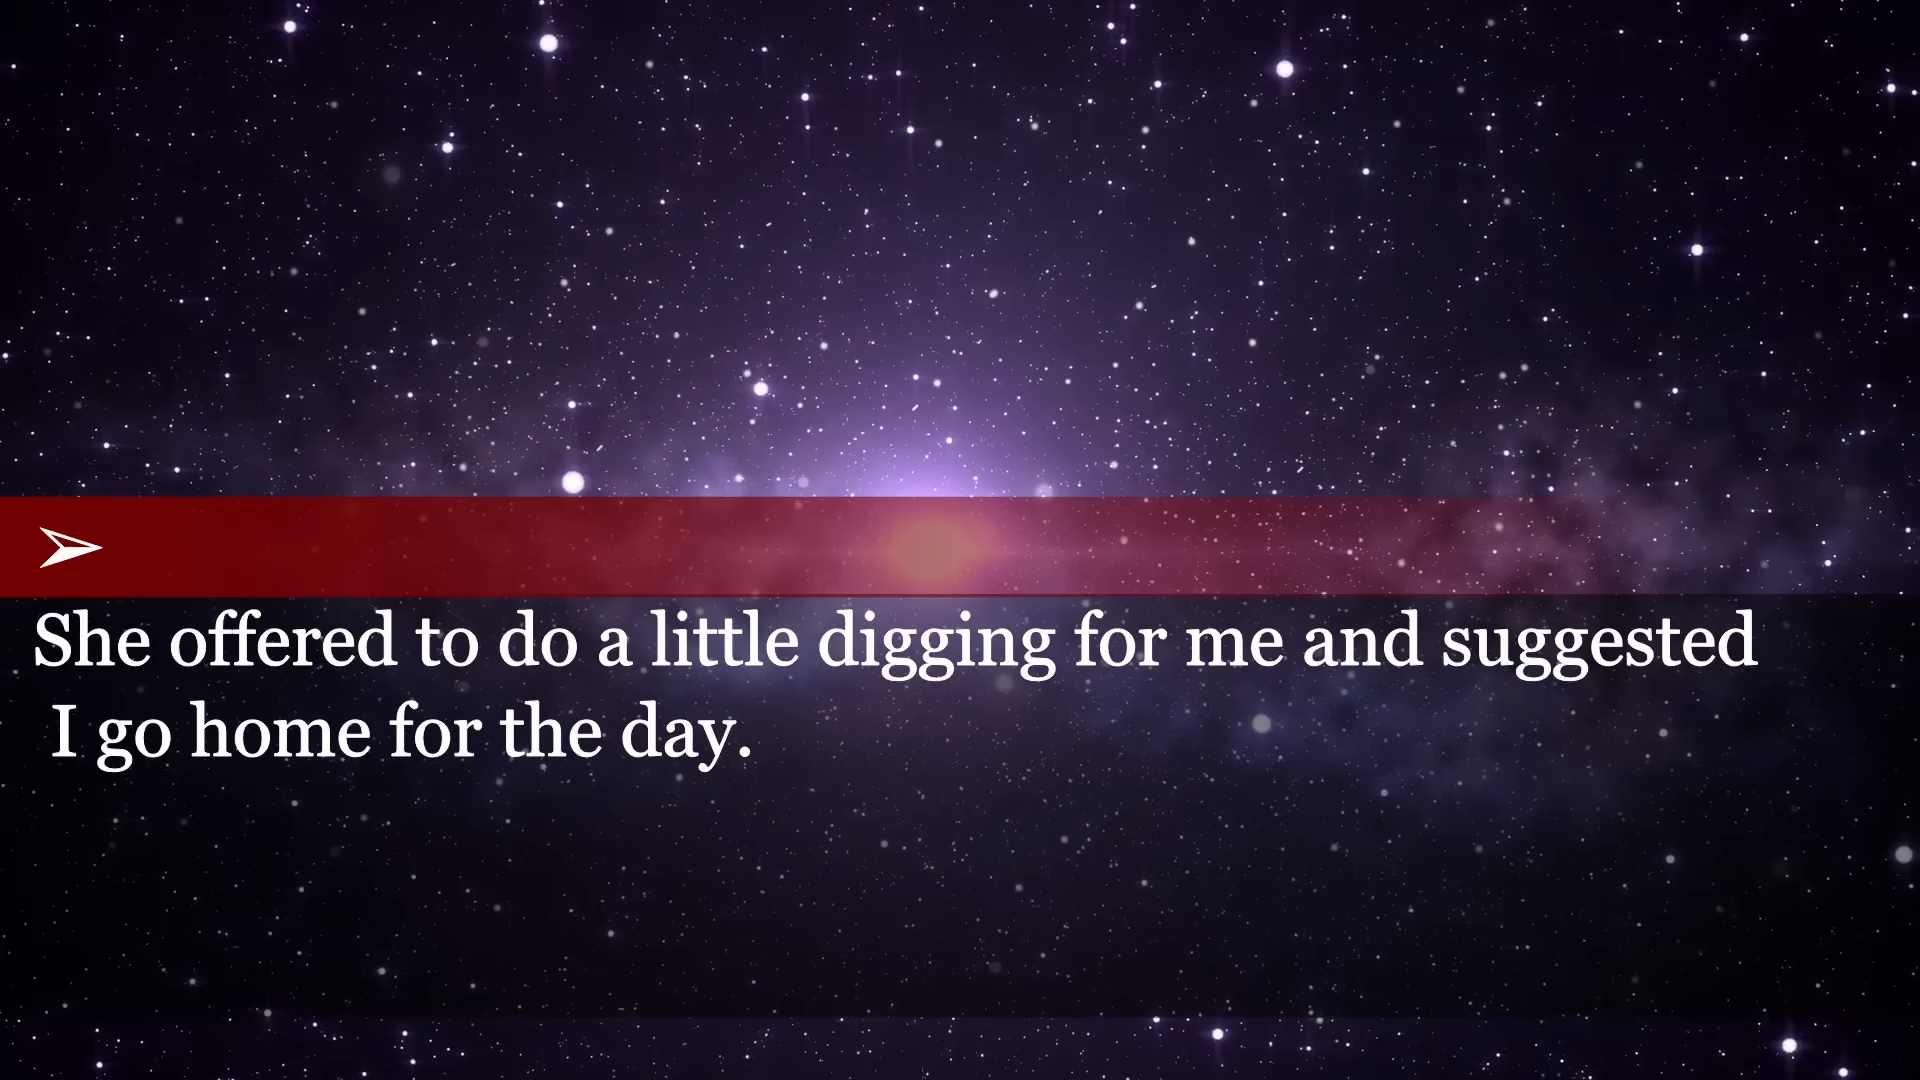 She offered to do a little digging for me and suggested
I go home for the day.